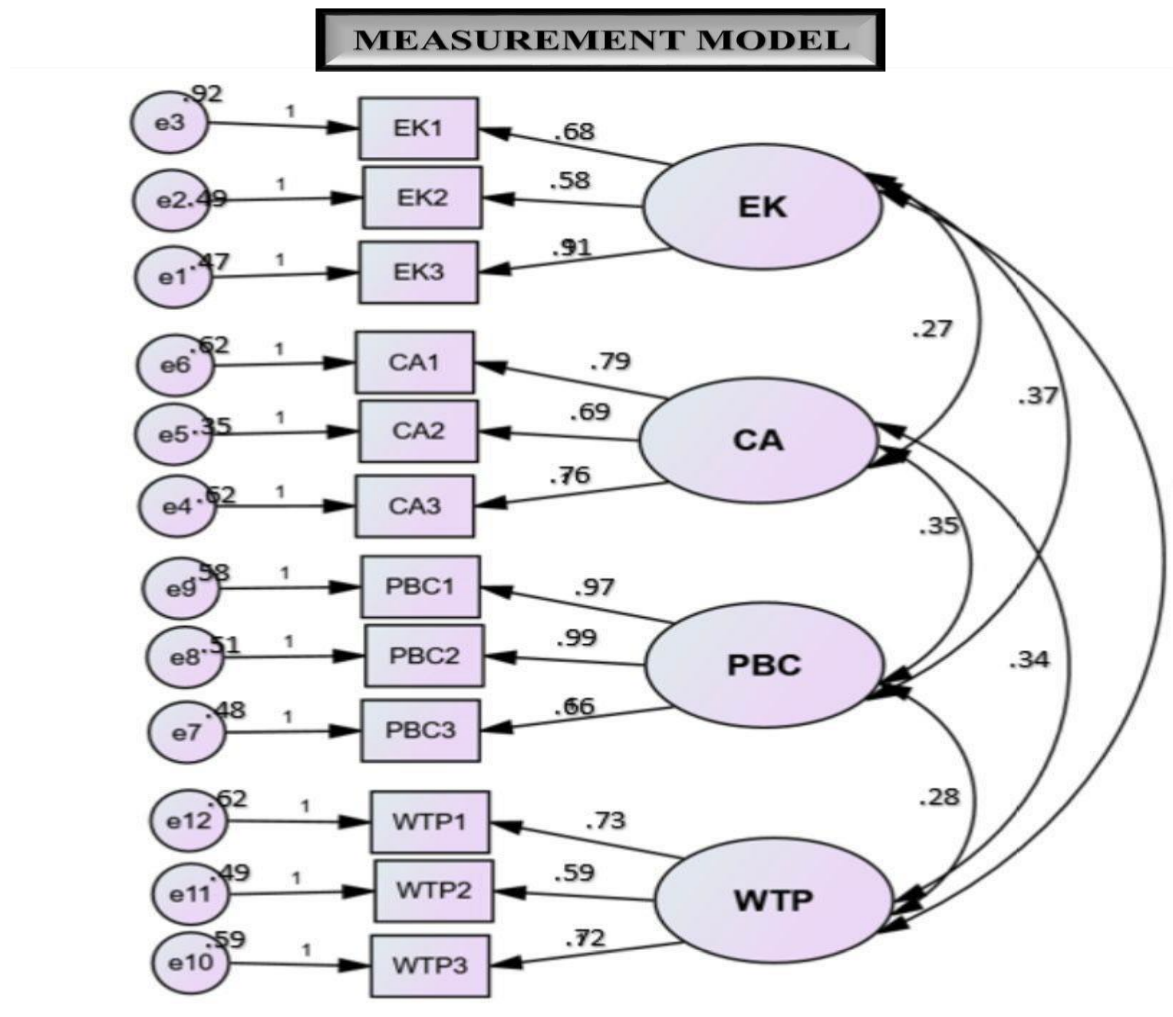 MEASUREMENT MODEL
.92
e3
1
EK1
.68
e2
.49
1
EK2
.58
EK
e1
.47
1
EK3
.91
.27
e6
.62
1
CA1
.79
.37
e5
.35
1
CA2
.69
CA
e4
.62
1
CA3
.76
.35
e9
.58
1
PBC1
.97
e8
.51
1
PBC2
.99
PBC
.34
e7
.48
1
PBC3
.66
.28
e12
.62
1
WTP1
.73
e11
.49
1
WTP2
.59
WTP
e10
.59
1
WTP3
.72